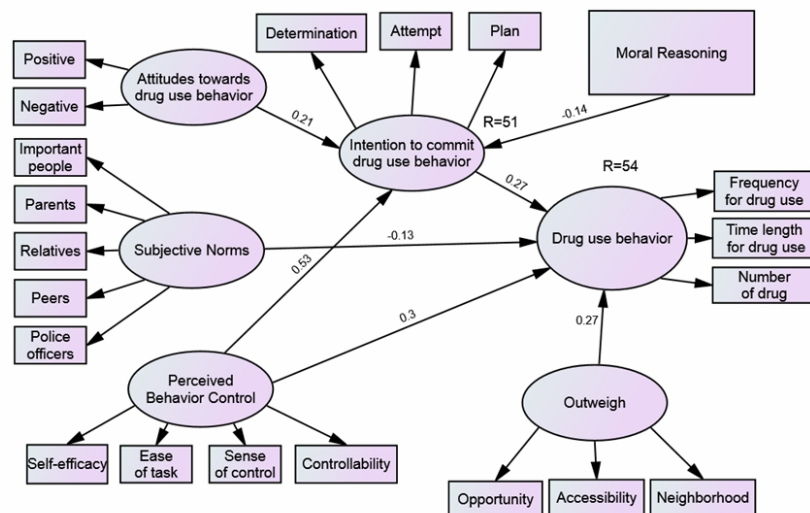 Positive
Negative
Attitudes towards
drug use behavior
Determination
Attempt
Plan
Moral Reasoning
0.21
R=51
-0.14
Intention to commit
drug use behavior
Important
people
Parents
Relatives
Peers
Police
officers
Subjective Norms
-0.13
0.53
0.27
R=54
Drug use behavior
Frequency
for drug use
Time length
for drug use
Number
of drug
0.3
0.27
Perceived
Behavior Control
Self-efficacy
Ease
of task
Sense
of control
Controllability
Outweigh
Opportunity
Accessibility
Neighborhood